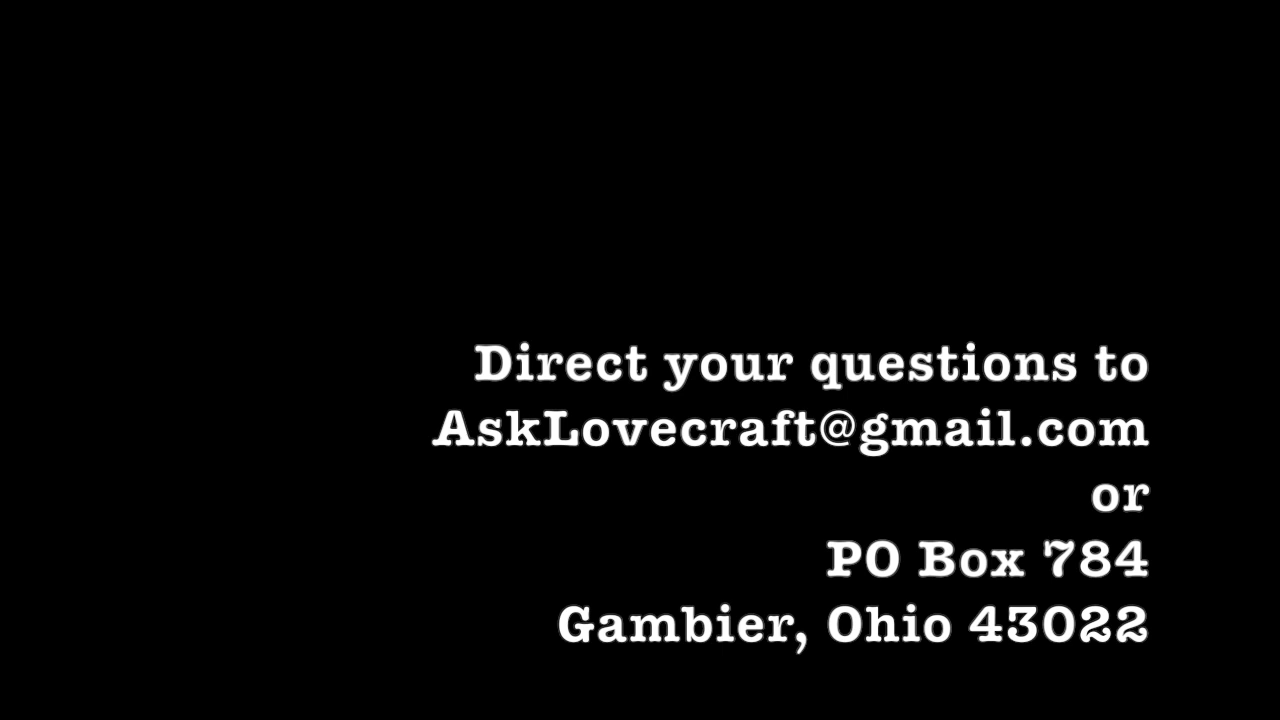 Direct your questions to
AskLovecraft@gmail.com
or
PO Box 784
Gambier, Ohio 43022